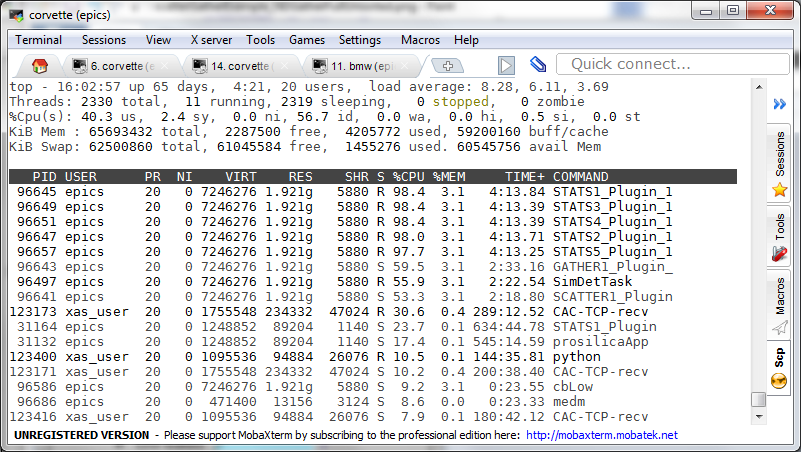 corvette (epics)
Terminal Sessions View X server Tools Games Settings Macros Help
6. corvette (e 14. corvette ( 11. bmw (epi Quick connect...
top - 16:02:57 up 65 days, 4:21, 20 users, load average: 8.28, 6.11, 3.69
Threads: 2330 total, 11 running, 2319 sleeping, 0 stopped, 0 zombie
%Cpu(s): 40.3 us, 2.4 sy, 0.0 ni, 56.7 id, 0.0 wa, 0.0 hi, 0.5 si, 0.0 st
KiB Mem : 65693432 total, 2287500 free, 4205772 used, 59200160 buff/cache
KiB Swap: 62500860 total, 61045584 free, 1455276 used. 60545756 avail Mem
PID USER PR NI VIRT RES SHR S %CPU %MEM TIME+ COMMAND
96645 epics 20 0 7246276 1.921g 5880 R 98.4 3.1 4:13.84 STATS1_Plugin_1
96649 epics 20 0 7246276 1.921g 5880 R 98.4 3.1 4:13.39 STATS3_Plugin_1
96651 epics 20 0 7246276 1.921g 5880 R 98.4 3.1 4:13.39 STATS4_Plugin_1
96647 epics 20 0 7246276 1.921g 5880 R 98.0 3.1 4:13.71 STATS2_Plugin_1
96657 epics 20 0 7246276 1.921g 5880 R 97.7 3.1 4:13.25 STATS5_Plugin_1
96643 epics 20 0 7246276 1.921g 5880 S 59.5 3.1 2:33.16 GATHER1_Plugin_
96497 epics 20 0 7246276 1.921g 5880 R 55.9 3.1 2:22.54 SimDetTask
96641 epics 20 0 7246276 1.921g 5880 S 53.3 3.1 2:18.80 SCATTER1_Plugin
123173 xas_user 20 0 1755548 234332 47024 R 30.6 0.4 289:12.52 CAC-TCP-recv
31164 epics 20 0 1248852 89204 1140 S 23.7 0.1 634:44.78 STATS1_Plugin
31132 epics 20 0 1248852 89204 1140 S 17.4 0.1 545:14.59 prosilicaApp
123400 xas_user 20 0 1095536 94884 26076 R 10.5 0.1 144:35.81 python
123171 xas_user 20 0 1755548 234332 47024 S 10.2 0.4 200:38.40 CAC-TCP-recv
96586 epics 20 0 7246276 1.921g 5880 S 9.2 3.1 0:23.55 cbLow
96686 epics 20 0 471400 13156 3124 S 8.6 0.0 0:23.33 medm
123416 xas_user 20 0 1095536 94884 26076 S 7.9 0.1 180:42.12 CAC-TCP-recv
Sessions
Tools
Macros
Scp
UNREGISTERED VERSION - Please support MobaXterm by subscribing to the professional edition here: http://mobaxterm.mobatek.net